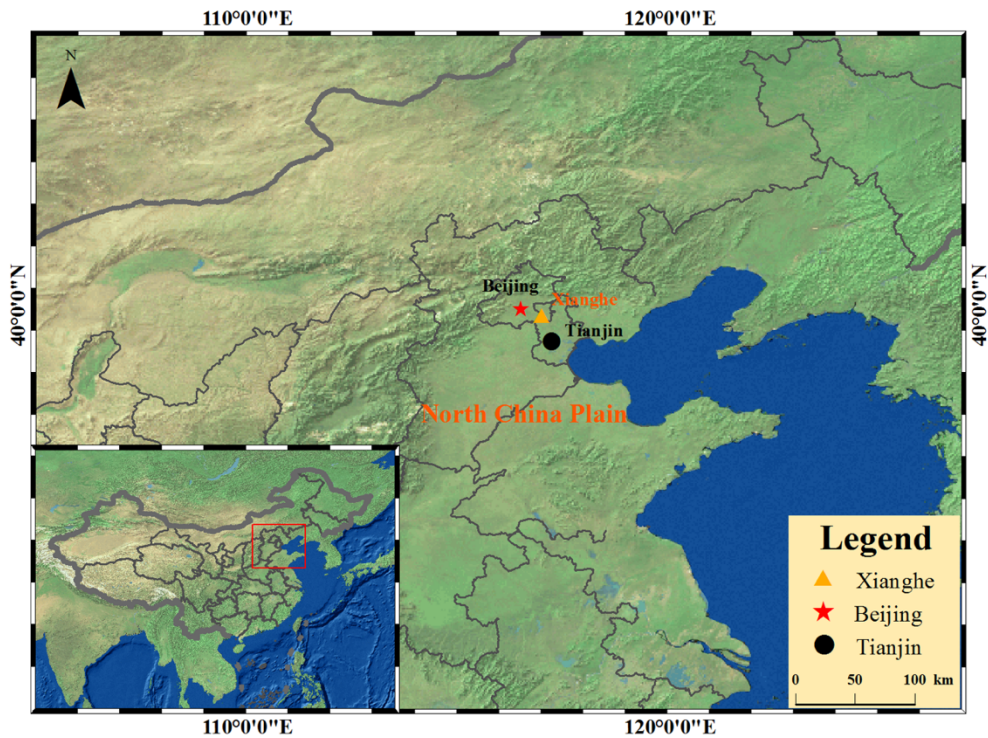 110°0'0"E
120°0'0"E
N
40°0'0"N
40°0'0"N
Beijing
Xianghe
Tianjin
North China Plain
Legend
Xianghe
Beijing
Tianjin
0 50 100 km
110°0'0"E
120°0'0"E